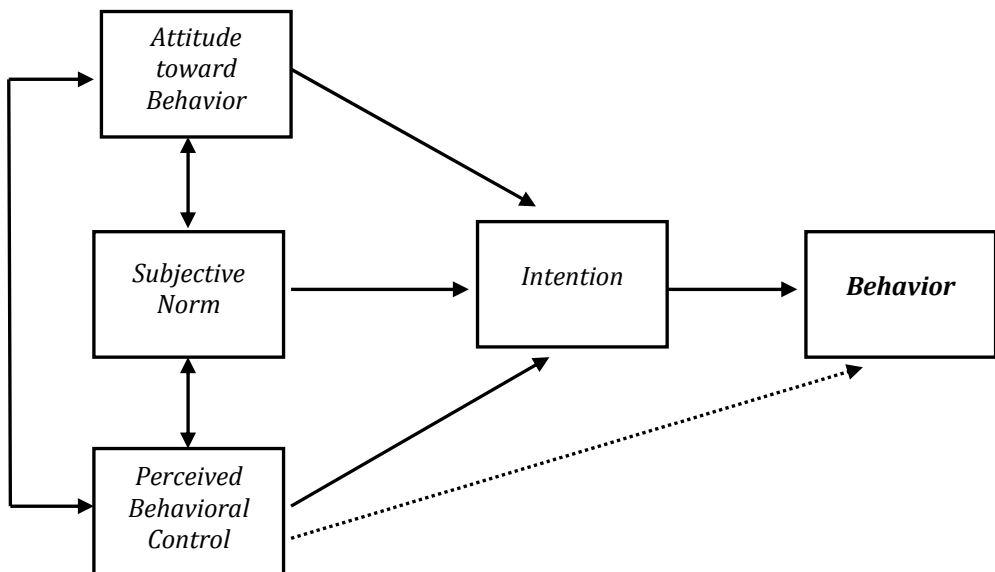 Attitude
toward
Behavior
Subjective
Norm
Perceived
Behavioral
Control
Intention
Behavior